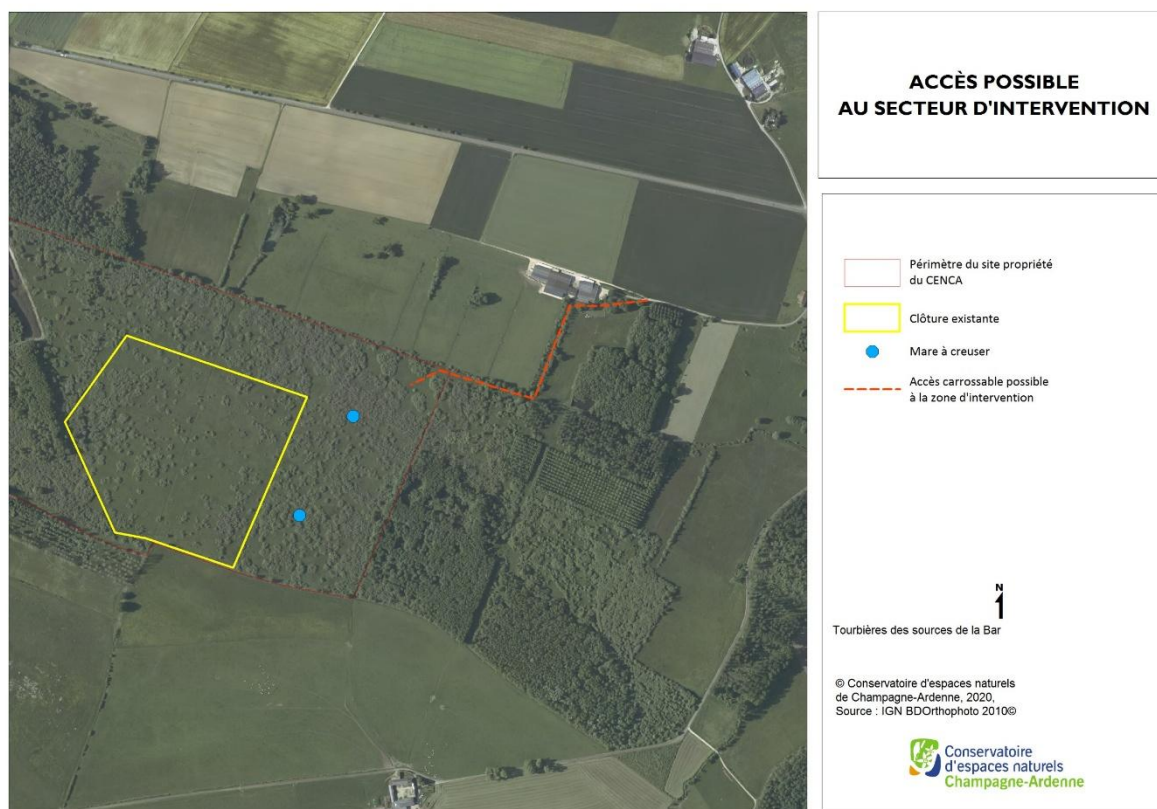 ACCÈS POSSIBLE
AU SECTEUR D'INTERVENTION
Périmètre du site propriété
du CENCA
Clôture existante
Mare à creuser
Accès carrossable possible
à la zone d'intervention
N
Tourbières des sources de la Bar
© Conservatoire d'espaces naturels
de Champagne-Ardenne, 2020,
Source : IGN BDOrthophoto 2010©
Conservatoire
d'espaces naturels
Champagne-Ardenne